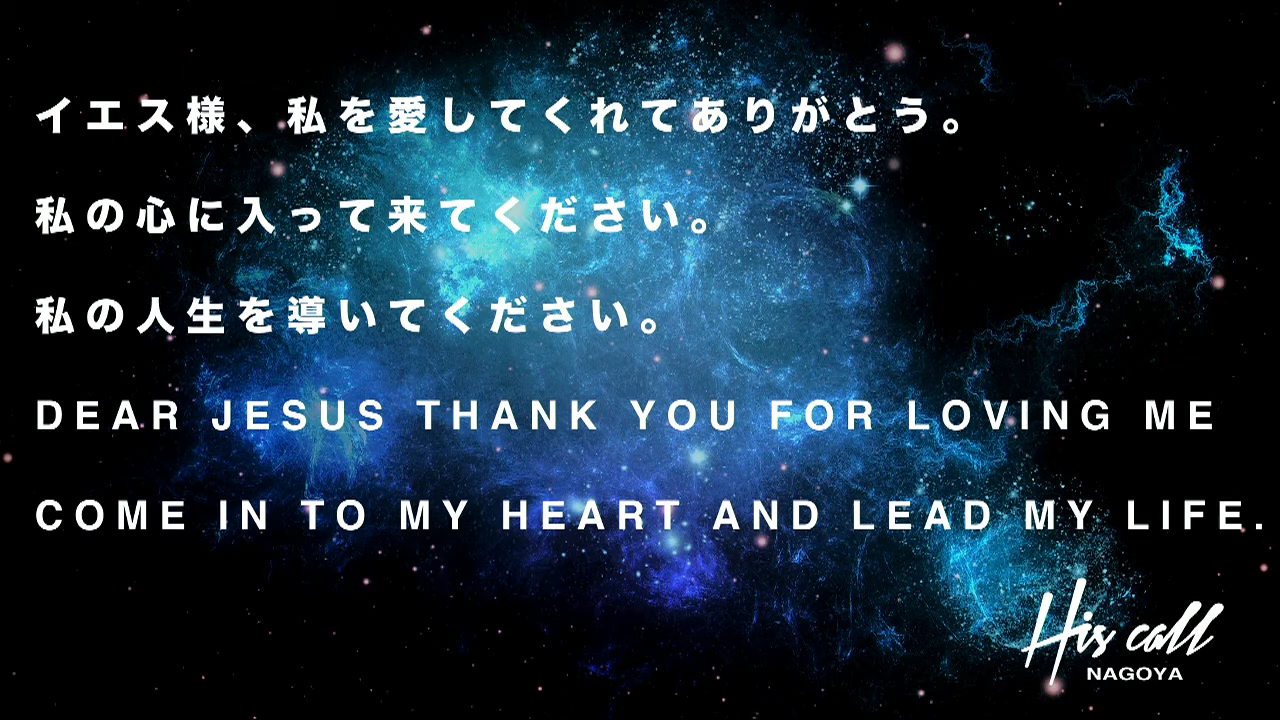 イエス様、私を愛してくれてありがとう。
私の心に入って来てください。
私の人生を導いてください。
DEAR JESUS THANK YOU FOR LOVING ME
COME IN TO MY HEART AND LEAD MY LIFE.
His call
NAGOYA